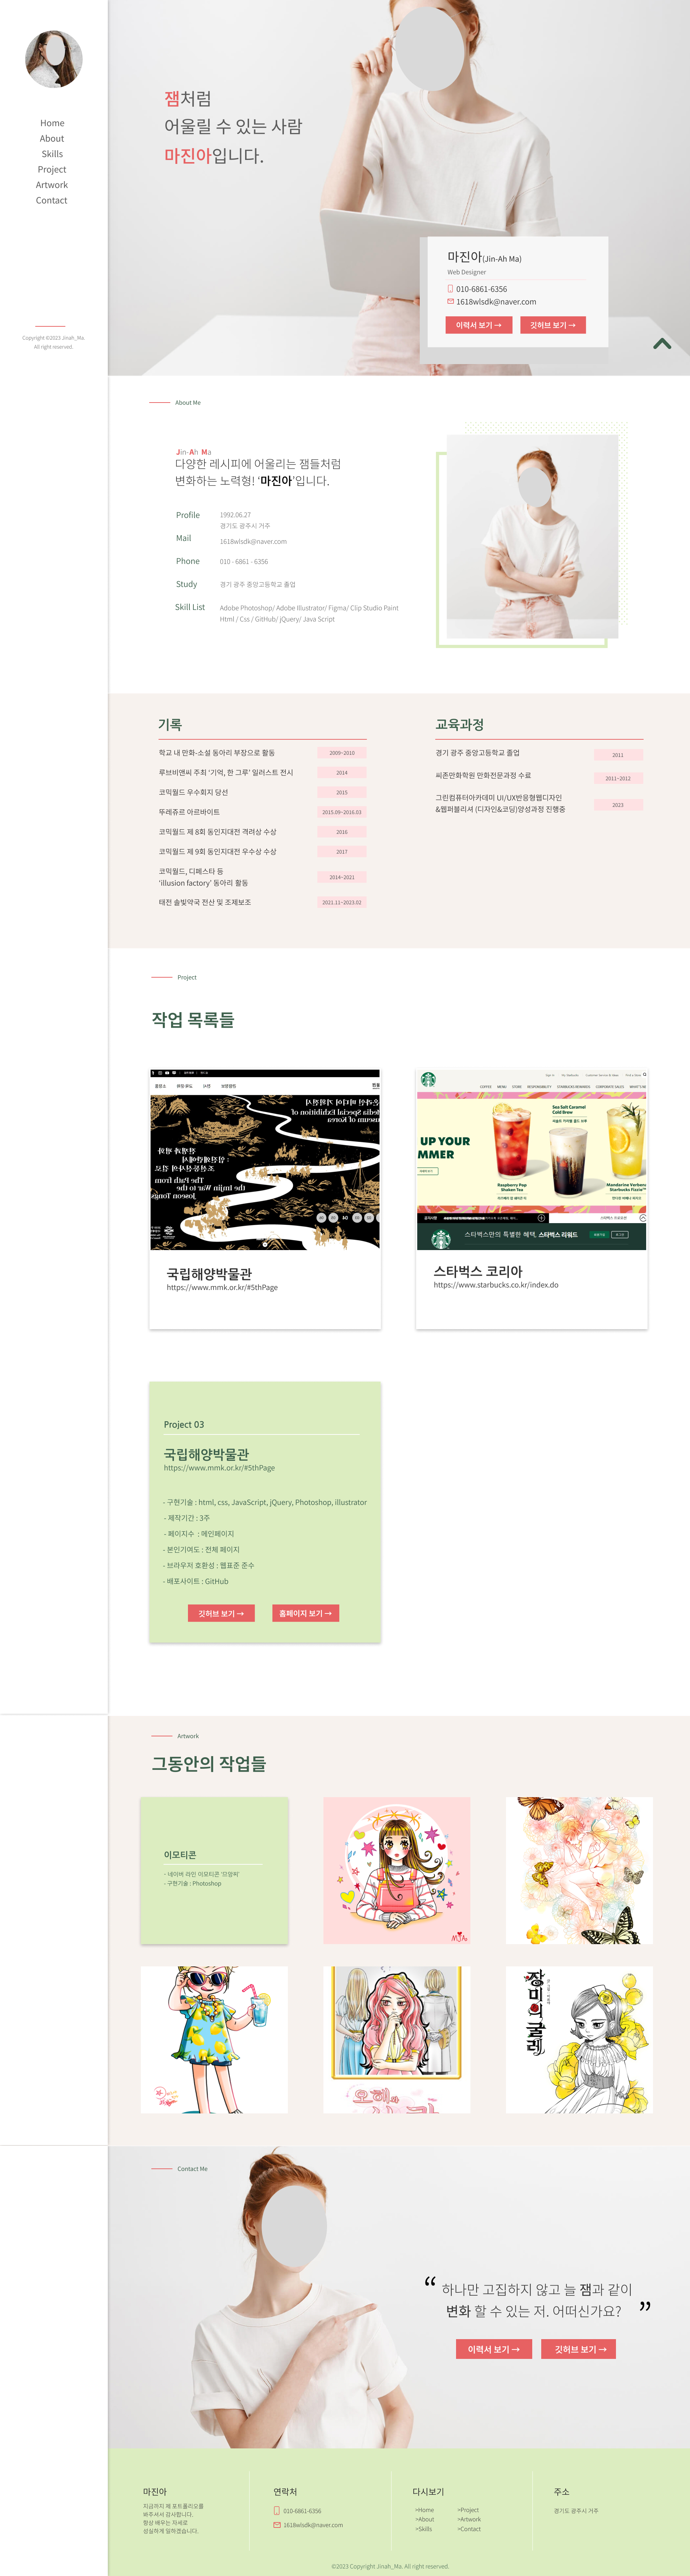 Home
About
Skills
Project
Artwork
Contact
Copyright ©2023 Jinah_Ma.
All right reserved.
잼처럼
어울릴 수 있는 사람
마진아입니다.
마진아(Jin-Ah Ma)
Web Designer
010-6861-6356
1618wlsdk@naver.com
이력서 보기 →
깃허브 보기 →
About Me
Jin-Ah Ma
다양한 레시피에 어울리는 잼들처럼
변화하는 노력형! ‘마진아’입니다.
Profile
1992.06.27
경기도 광주시 거주
Mail
1618wlsdk@naver.com
Phone
010 - 6861 - 6356
Study
경기 광주 중앙고등학교 졸업
Skill List
Adobe Photoshop/ Adobe Illustrator/ Figma/ Clip Studio Paint
Html / Css / GitHub/ jQuery/ Java Script
기록
학교 내 만화·소설 동아리 부장으로 활동
2009~2010
루브비앤씨 주최 ‘기억, 한 그루’ 일러스트 전시
2014
코믹월드 우수회지 당선
2015
뚜레쥬르 아르바이트
2015.09~2016.03
코믹월드 제 8회 동인지대전 격려상 수상
2016
코믹월드 제 9회 동인지대전 우수상 수상
2017
코믹월드, 디페스타 등
‘illusion factory’ 동아리 활동
2014~2021
태전 솔빛약국 전산 및 조제보조
2021.11~2023.02
교육과정
경기 광주 중앙고등학교 졸업
2011
씨존만화학원 만화전문과정 수료
2011~2012
그린컴퓨터아카데미 UI/UX반응형웹디자인
&웹퍼블리셔 (디자인&코딩)양성과정 진행중
2023
Project
작업 목록들
국립해양박물관
https://www.mmk.or.kr/#5thPage
COFFEE MENU STORE RESPONSIBILITY STARBUCKS REWARDS CORPORATE SALES WHAT'S NE
UP YOUR
MMER
Sea Salt Caramel
Cold Brew
Raspberry Pop
Shaken Tea
Mandarine Verbena
Starbucks Fizzio™
스타벅스만의 특별한 혜택, 스타벅스 리워드
스타벅스 코리아
https://www.starbucks.co.kr/index.do
Project 03
국립해양박물관
https://www.mmk.or.kr/#5thPage
- 구현기술 : html, css, JavaScript, jQuery, Photoshop, illustrator
- 제작기간 : 3주
- 페이지수 : 메인페이지
- 본인기여도 : 전체 페이지
- 브라우저 호환성 : 웹표준 준수
- 배포사이트 : GitHub
깃허브 보기 →
홈페이지 보기 →
Artwork
그동안의 작업들
이모티콘
- 구현기술 : Photoshop
장미의 굴레
Contact Me
“ 하나만 고집하지 않고 늘 잼과 같이
변화 할 수 있는 저. 어떠신가요? ”
이력서 보기 →
깃허브 보기 →
마진아
지금까지 제 포트폴리오를
봐주셔서 감사합니다.
항상 배우는 자세로
성실하게 일하겠습니다.
연락처
010-6861-6356
1618wlsdk@naver.com
다시보기
>Home
>About
>Skills
>Project
>Artwork
>Contact
주소
경기도 광주시 거주
©2023 Copyright Jinah_Ma. All right reserved.